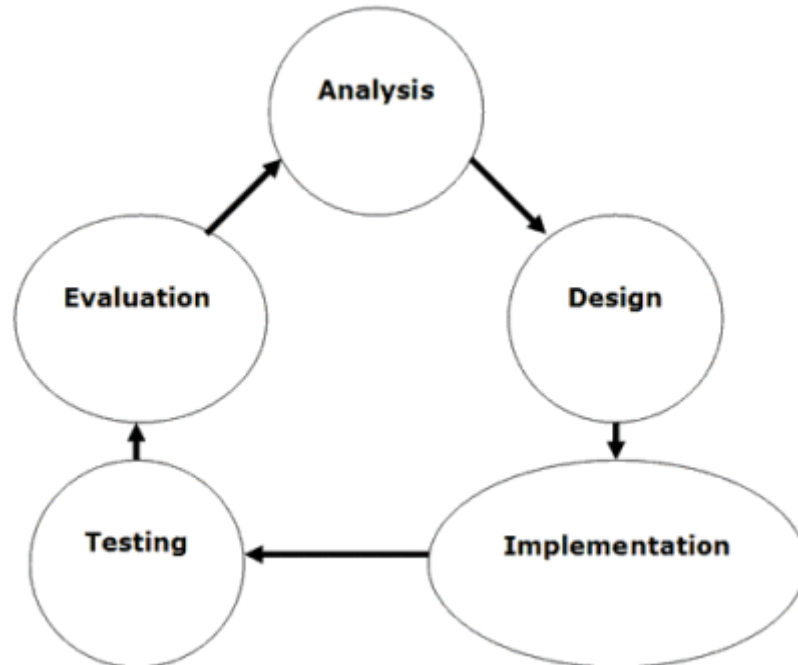 Analysis
Design
Implementation
Testing
Evaluation